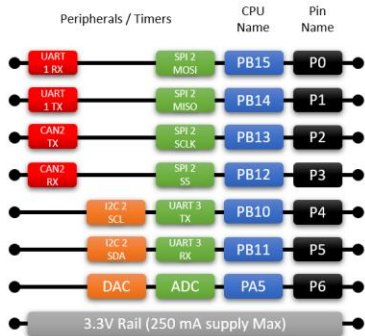 Peripherals / Timers
CPU
Name
Pin
Name
UART
1 RX
SPI 2
MOSI
PB15
P0
UART
1 TX
SPI 2
MISO
PB14
P1
CAN2
TX
SPI 2
SCLK
PB13
P2
CAN2
RX
SPI 2
SS
PB12
P3
I2C 2
SCL
UART 3
TX
PB10
P4
I2C 2
SDA
UART 3
RX
PB11
P5
DAC
ADC
PA5
P6
3.3V Rail (250 mA supply Max)